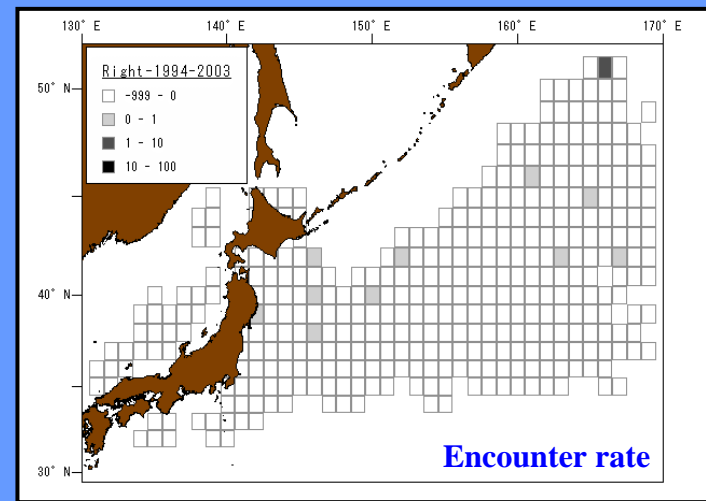 130° E 140° E 150° E 160° E 170° E
Right-1994-2003
-999 - 0
0 - 1
1 - 10
10 - 100
50° N
40° N
30° N
Encounter rate